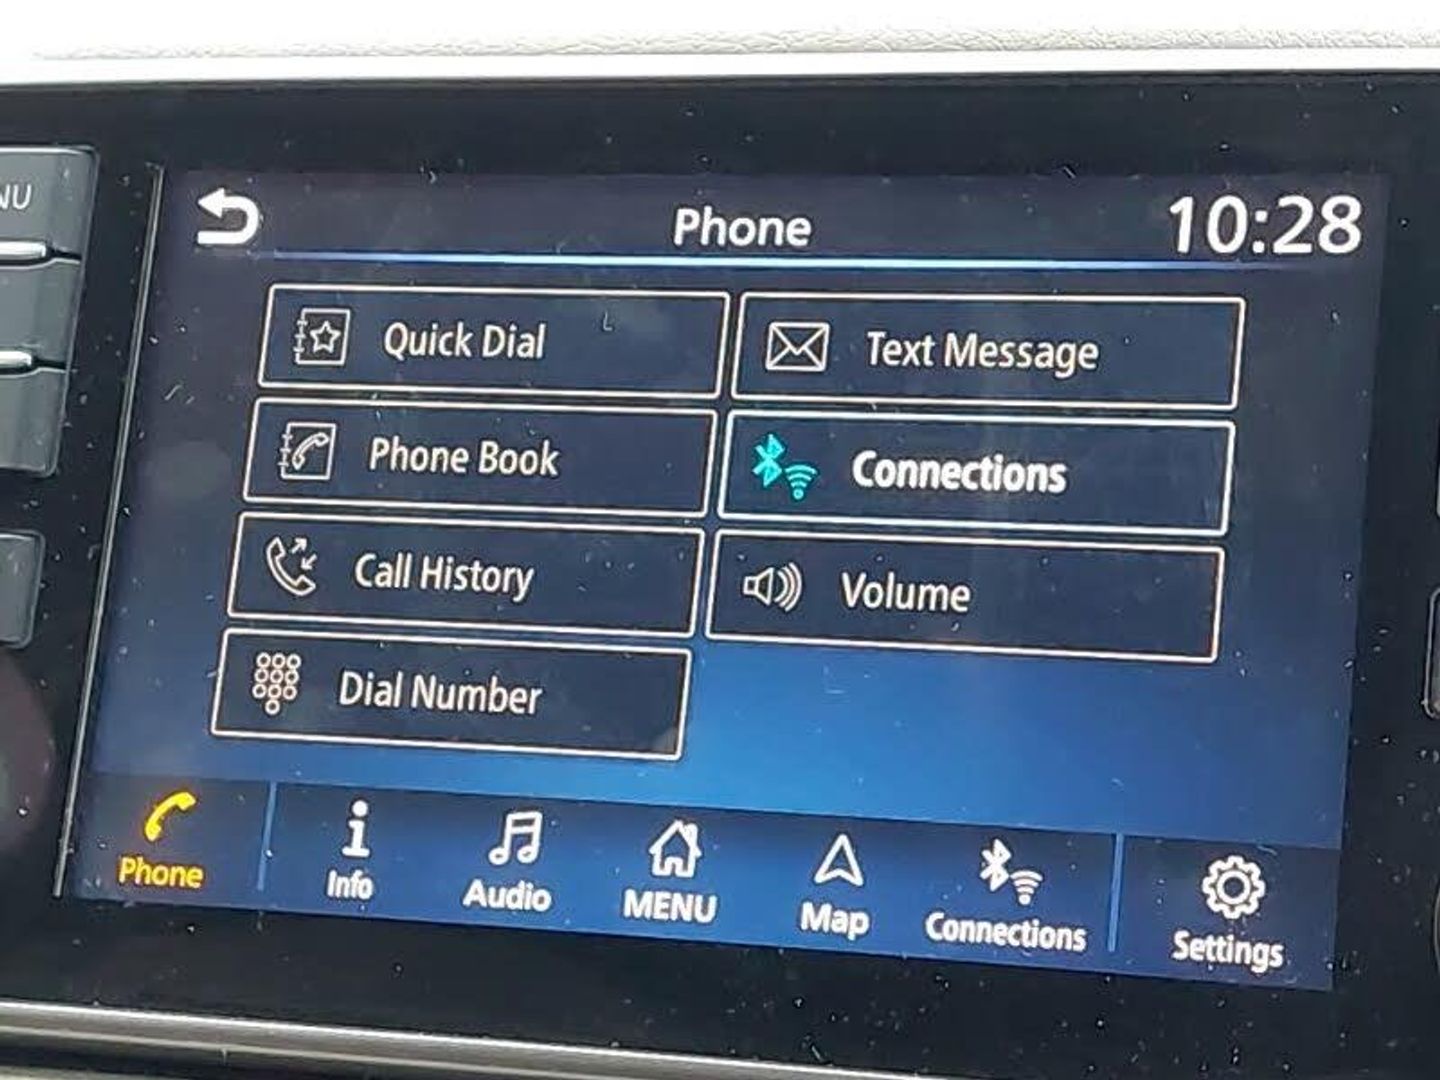 Phone
10:28
Quick Dial
Text Message
Phone Book
Connections
Call History
Volume
Dial Number
Phone
Info
Audio
MENU
Map
Connections
Settings